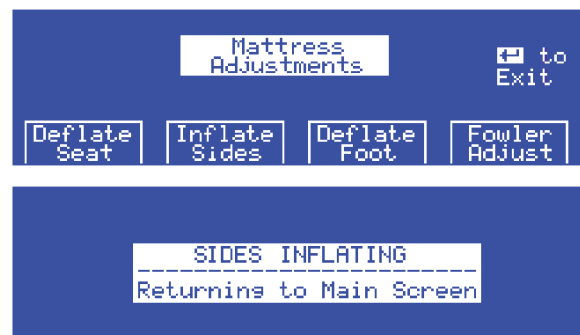 Mattress
Adjustments
↵ to
Exit
Deflate Seat
Inflate Sides
Deflate Foot
Fowler Adjust
SIDES INFLATING
Returning to Main Screen